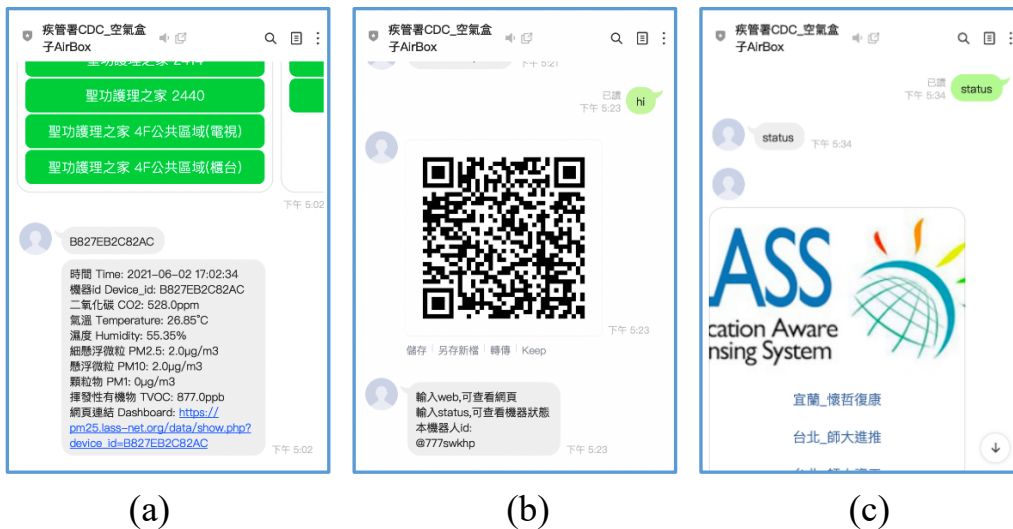 疾管署CDC_空氣盒
子AirBox
聖功護理之家 2414
聖功護理之家 2440
聖功護理之家 4F公共區域(電視)
聖功護理之家 4F公共區域(櫃台)
下午 5:02
B827EB2C82AC
時間 Time: 2021-06-02 17:02:34
機器id Device_id: B827EB2C82AC
二氧化碳 CO2: 528.0ppm
氣溫 Temperature: 26.85°C
濕度 Humidity: 55.35%
細懸浮微粒 PM2.5: 2.0μg/m3
懸浮微粒 PM10: 2.0μg/m3
顆粒物 PM1: 0μg/m3
揮發性有機物 TVOC: 877.0ppb
網頁連結 Dashboard: https://
pm25.lass-net.org/data/show.php?
device_id=B827EB2C82AC
下午 5:02
(a)
疾管署CDC_空氣盒
子AirBox
下午 5:21
已讀
下午 5:23
hi
下午 5:23
儲存 | 另存新檔 | 轉傳 | Keep
輸入web,可查看網頁
輸入status,可查看機器狀態
本機器人id:
@777swkhp
下午 5:23
(b)
疾管署CDC_空氣盒
子AirBox
已讀
下午 5:34
status
status
下午 5:34
ASS
cation Aware
nsing System
宜蘭_懷哲復康
台北_師大進推
(c)